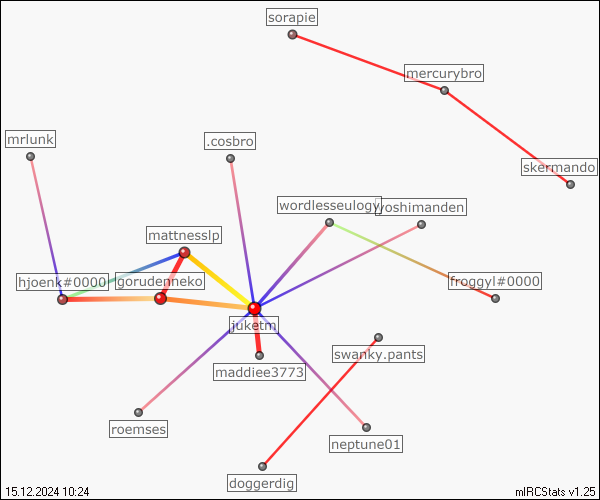 sorapie
mercurybro
mrlunk
.cosbro
skermando
wordlesseulogy
yoshimanden
mattnesslp
hjoenk#0000
gorudenneko
froggyl#0000
juketm
swanky.pants
maddiee3773
roemses
neptune01
doggerdig
15.12.2024 10:24
mIRCStats v1.25